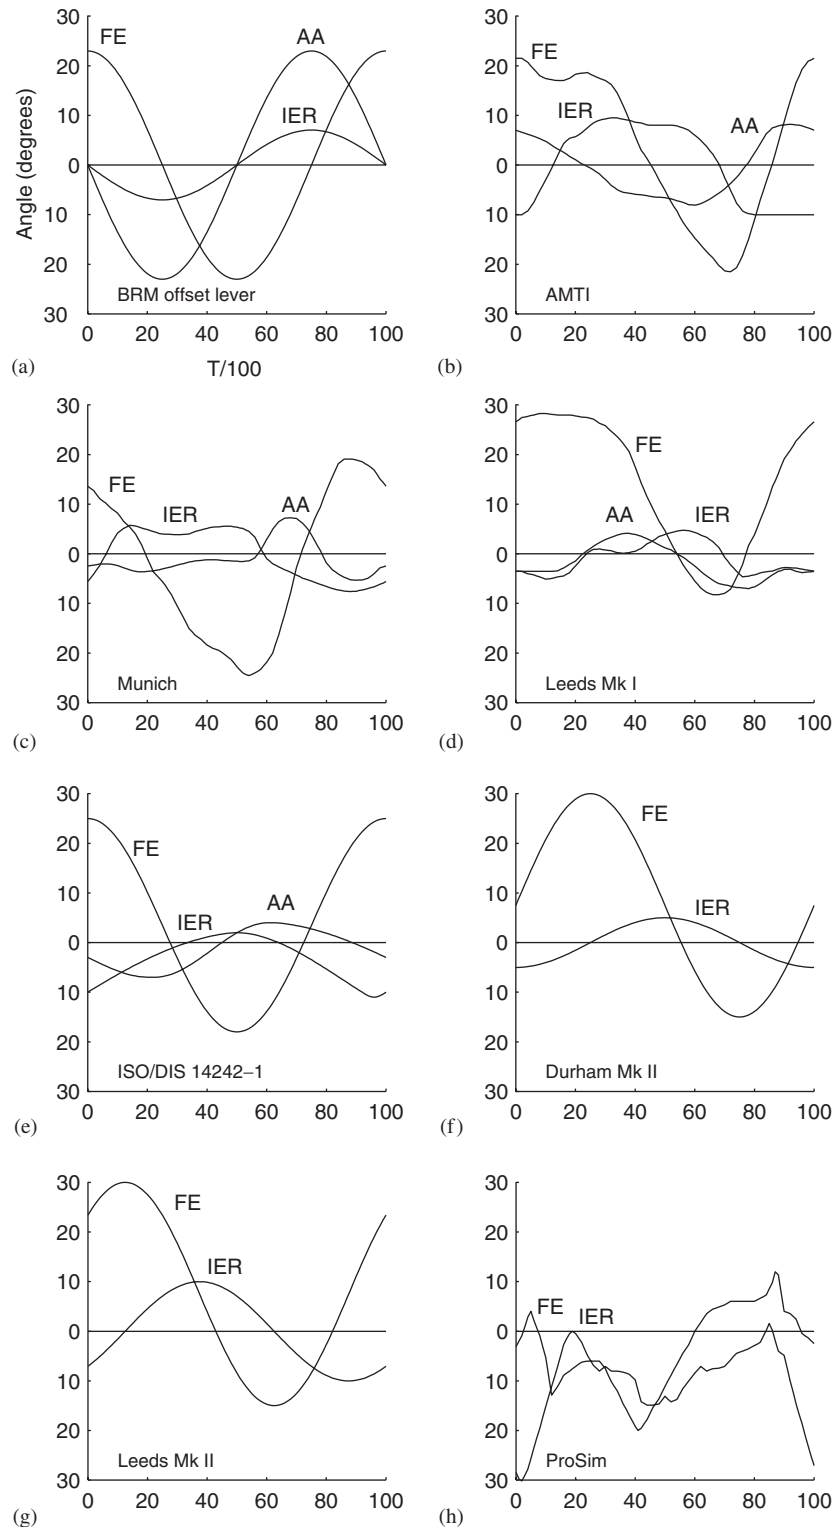 30
20
10
0
10
20
30
Angle (degrees)
FE
AA
IER
BRM offset lever
0 20 40 60 80 100
T/100
(a)
30
20
10
0
10
20
30
FE
IER
AA
AMTI
0 20 40 60 80 100
(b)
30
20
10
0
10
20
30
FE
IER
AA
Munich
0 20 40 60 80 100
(c)
30
20
10
0
10
20
30
FE
AA
IER
Leeds Mk I
0 20 40 60 80 100
(d)
30
20
10
0
10
20
30
FE
IER
AA
ISO/DIS 14242–1
0 20 40 60 80 100
(e)
30
20
10
0
10
20
30
FE
IER
Durham Mk II
0 20 40 60 80 100
(f)
30
20
10
0
10
20
30
FE
IER
Leeds Mk II
0 20 40 60 80 100
(g)
30
20
10
0
10
20
30
FE
IER
ProSim
0 20 40 60 80 100
(h)